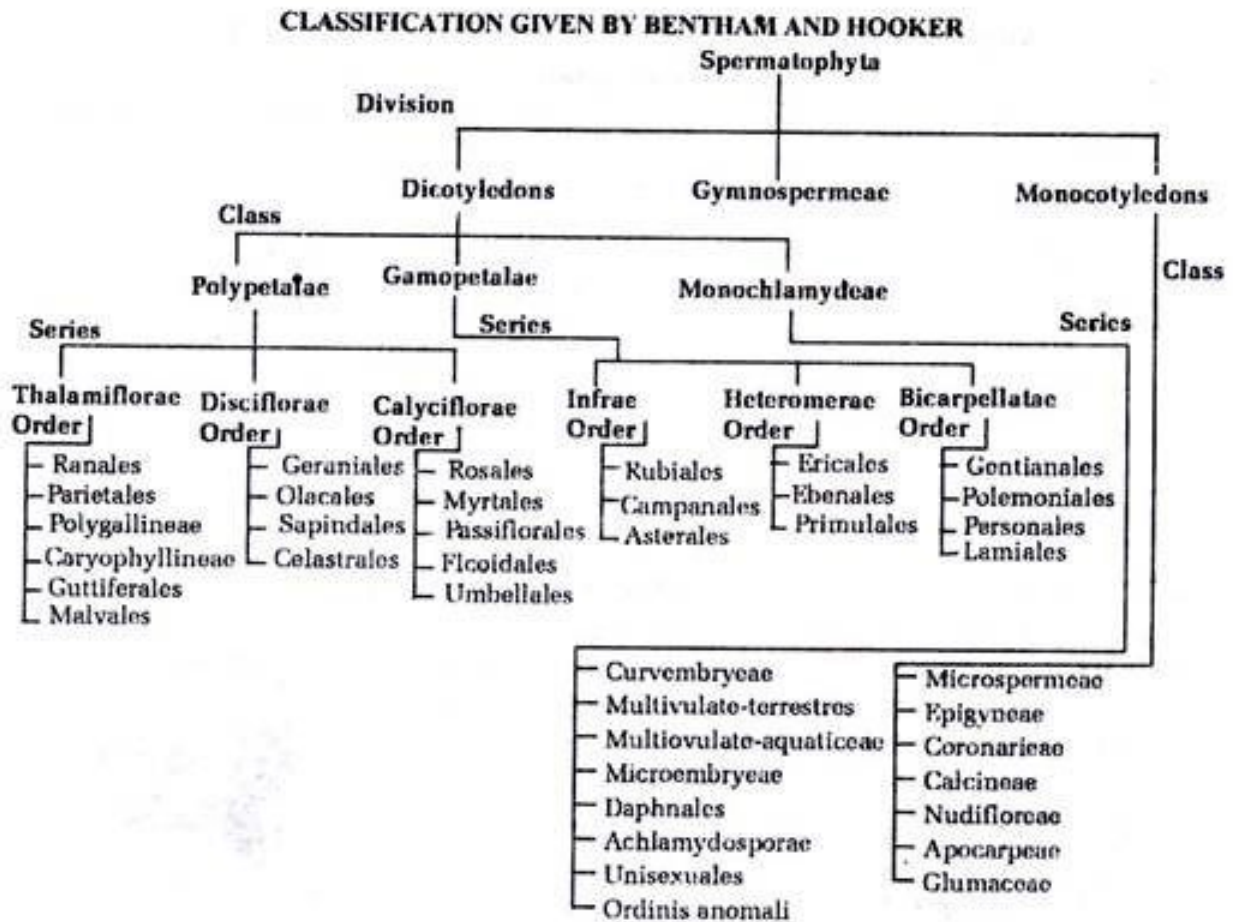 CLASSIFICATION GIVEN BY BENTHAM AND HOOKER
Spermatophyta
Division
Dicotyledons
Gymnospermeae
Monocotyledons
Class
Class
Polypetalae
Gamopetalae
Monochlamydeae
Series
Series
Series
Thalamiflorae
Order
Ranales
Parietales
Polygallineae
Caryophyllineae
Guttiferales
Malvales
Disciflorae
Order
Geraniales
Olacales
Sapindales
Celastrales
Calyciflorae
Order
Rosales
Myrtales
Passiflorales
Ficoidales
Umbellales
Infrae
Order
Rubiales
Campanales
Asterales
Heteromerae
Order
Ericales
Ebenales
Primulales
Bicarpellatae
Order
Gentianales
Polemoniales
Personales
Lamiales
Curvembryeae
Multivulate-terrestres
Multiovulate-aquaticeae
Microembryeae
Daphnales
Achlamydosporae
Unisexuales
Ordinis anomali
Microspermeae
Epigyneae
Coronarieae
Calcineae
Nudifloreae
Apocarpeae
Glumaceae